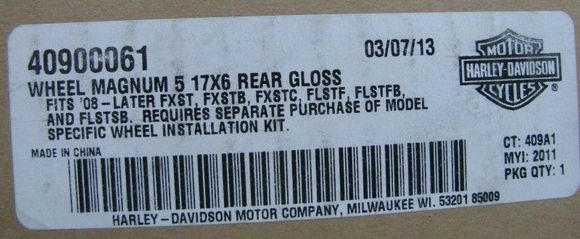 40900061
03/07/13
WHEEL MAGNUM 5 17X6 REAR GLOSS
FITS '08-LATER FXST, FXSTB, FXSTC, FLSTF, FLSTFB,
AND FLSTSB. REQUIRES SEPARATE PURCHASE OF MODEL
SPECIFIC WHEEL INSTALLATION KIT.
MADE IN CHINA
MOTOR
HARLEY-DAVIDSON
CYCLES
®
CT: 409A1
MYI: 2011
PKG QTY: 1
HARLEY-DAVIDSON MOTOR COMPANY, MILWAUKEE WI. 53201 85009